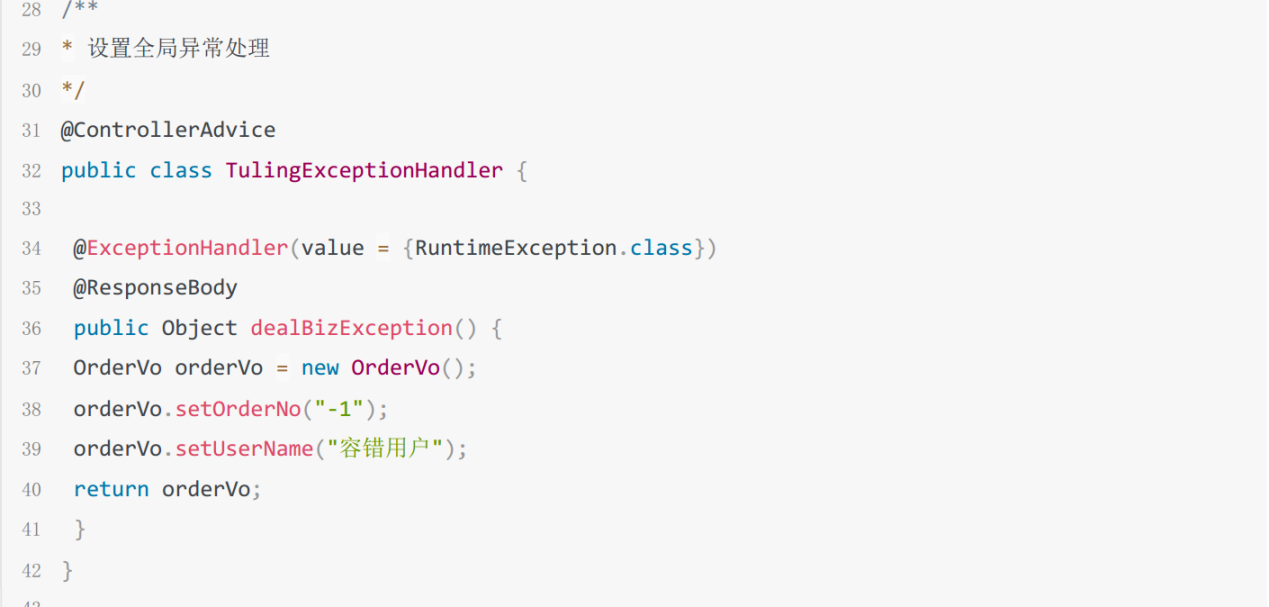 28 /**
29 * 设置全局异常处理
30 */
31 @ControllerAdvice
32 public class TulingExceptionHandler {
33
34 @ExceptionHandler(value = {RuntimeException.class})
35 @ResponseBody
36 public Object dealBizException() {
37 OrderVo orderVo = new OrderVo();
38 orderVo.setOrderNo("-1");
39 orderVo.setUserName("容错用户");
40 return orderVo;
41 }
42 }